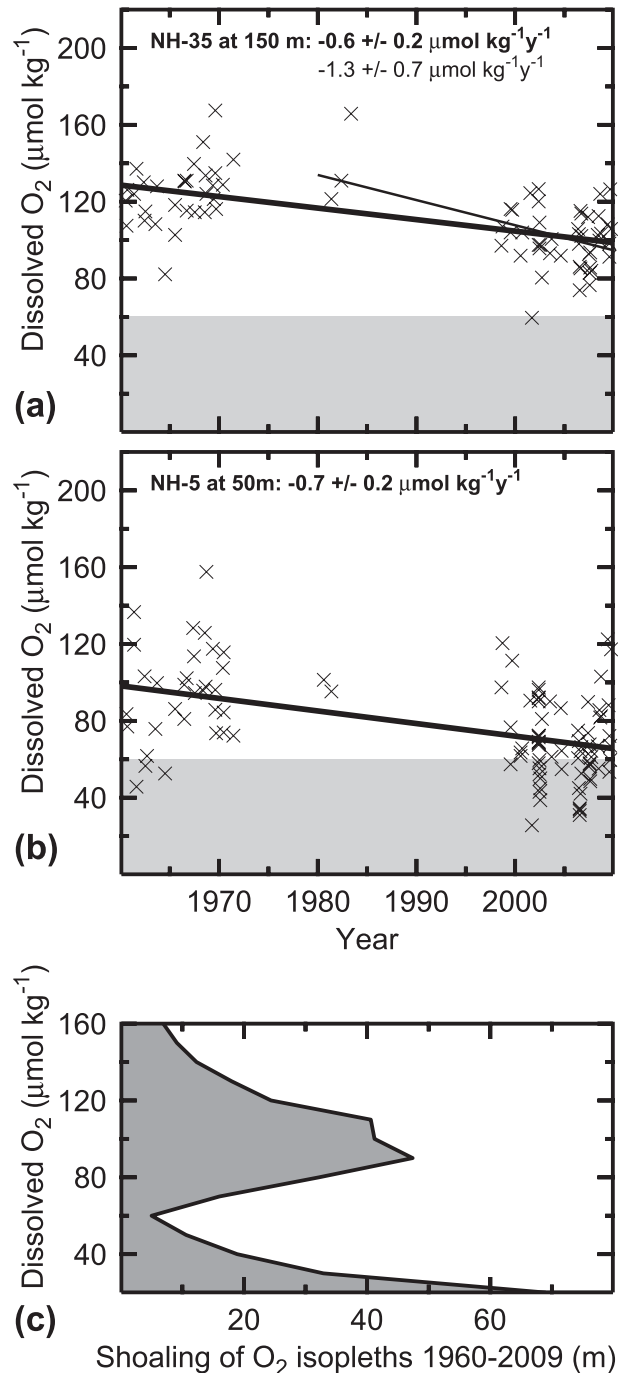 NH-35 at 150 m: -0.6 +/- 0.2 μmol kg⁻¹y⁻¹
-1.3 +/- 0.7 μmol kg⁻¹y⁻¹
200
160
120
80
40
Dissolved O₂ (μmol kg⁻¹)
(a)
NH-5 at 50m: -0.7 +/- 0.2 μmol kg⁻¹y⁻¹
200
160
120
80
40
Dissolved O₂ (μmol kg⁻¹)
(b)
1970 1980 1990 2000
Year
160
120
80
40
Dissolved O₂ (μmol kg⁻¹)
(c)
20 40 60
Shoaling of O₂ isopleths 1960-2009 (m)